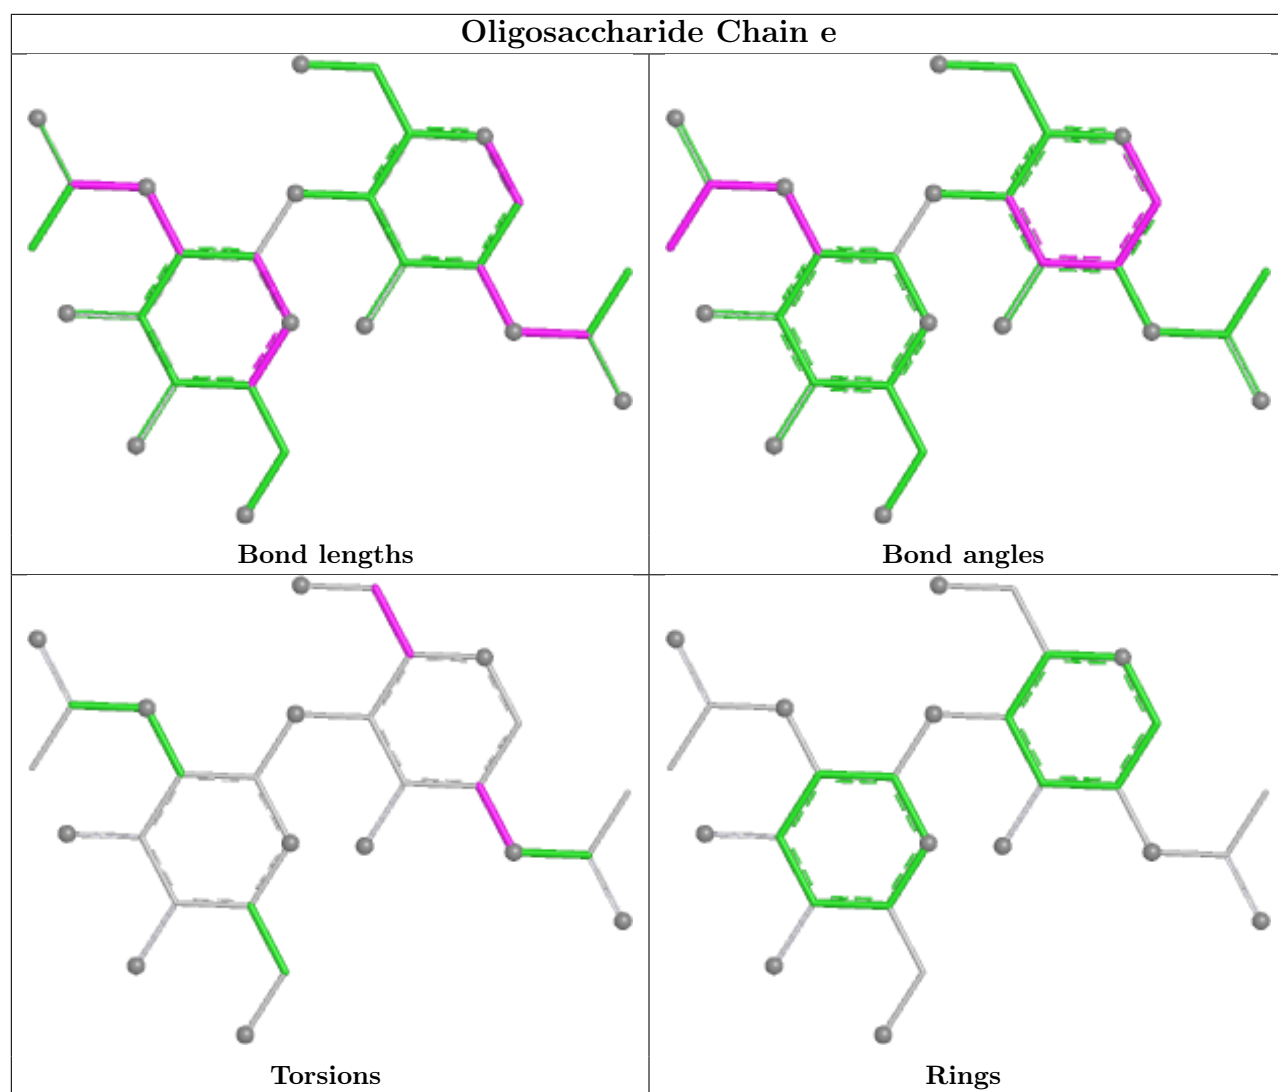 Oligosaccharide Chain e
Bond lengths
Bond angles
Torsions
Rings